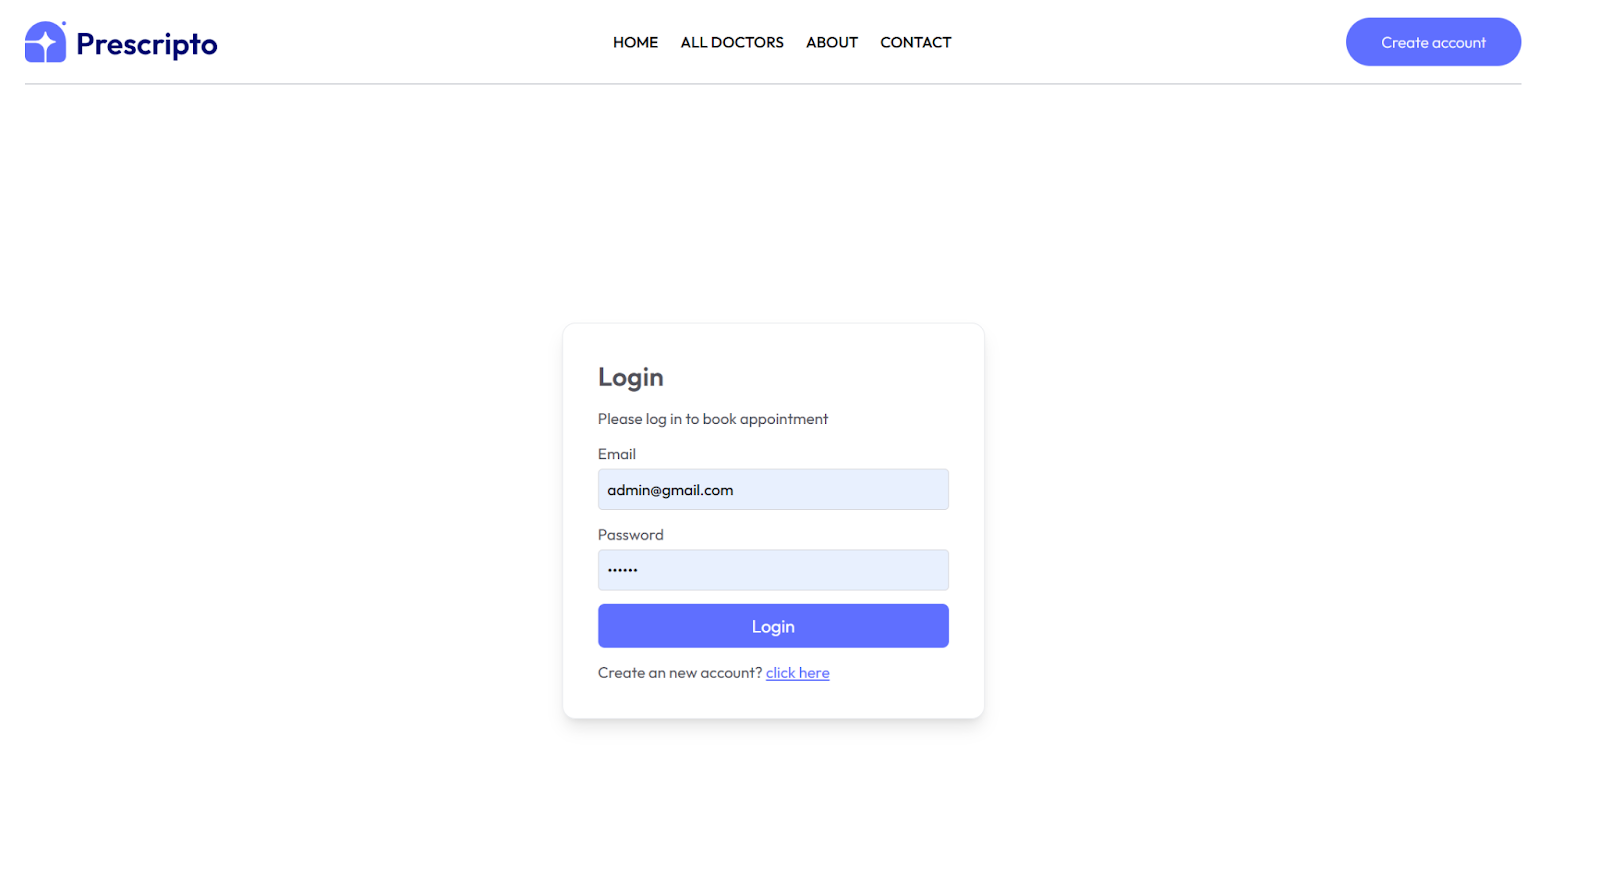 Prescripto
HOME ALL DOCTORS ABOUT CONTACT
Create account
Login
Please log in to book appointment
Email
admin@gmail.com
Password
••••••
Login
Create an new account? click here